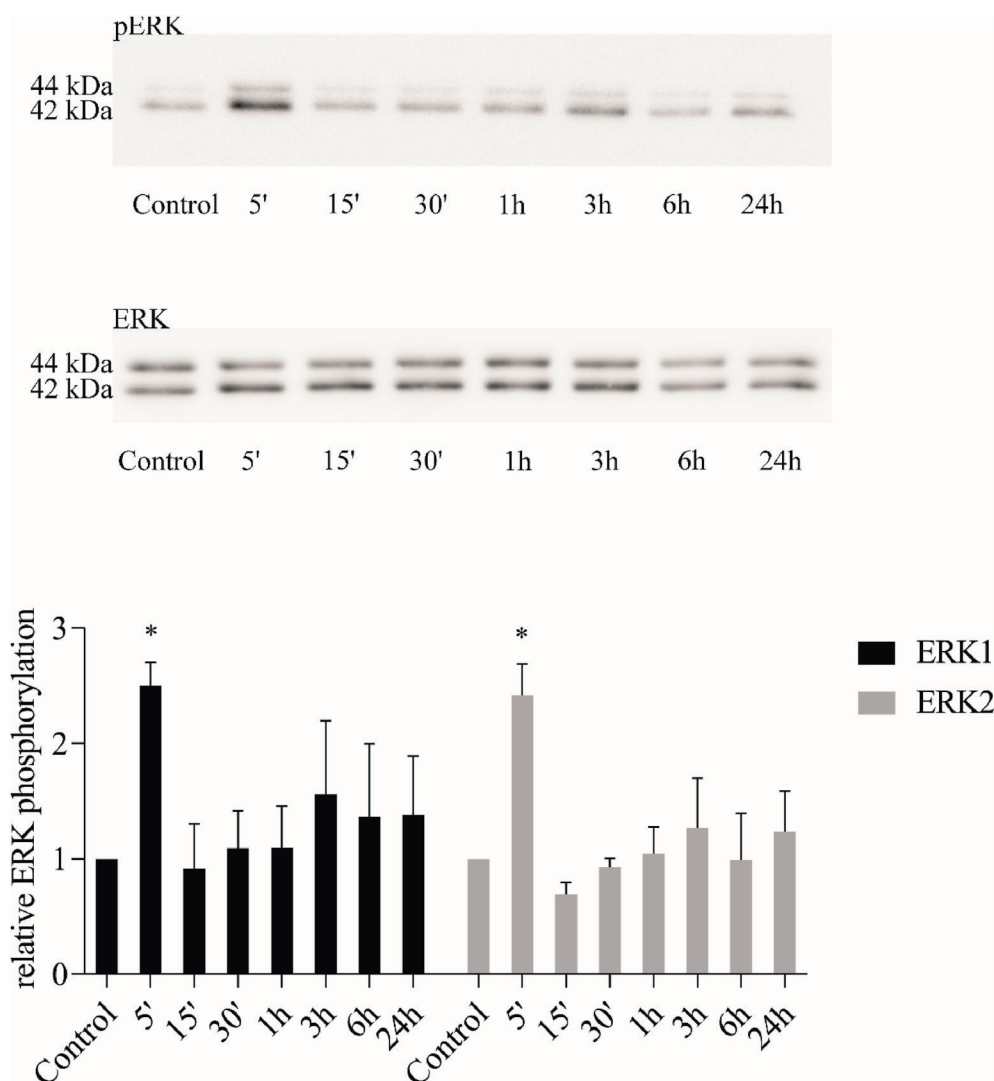 pERK
44 kDa
42 kDa
Control 5' 15' 30' 1h 3h 6h 24h
ERK
44 kDa
42 kDa
Control 5' 15' 30' 1h 3h 6h 24h
relative ERK phosphorylation
3
2
1
0
* *
ERK1
ERK2
Control 5' 15' 30' 1h 3h 6h 24h Control 5' 15' 30' 1h 3h 6h 24h